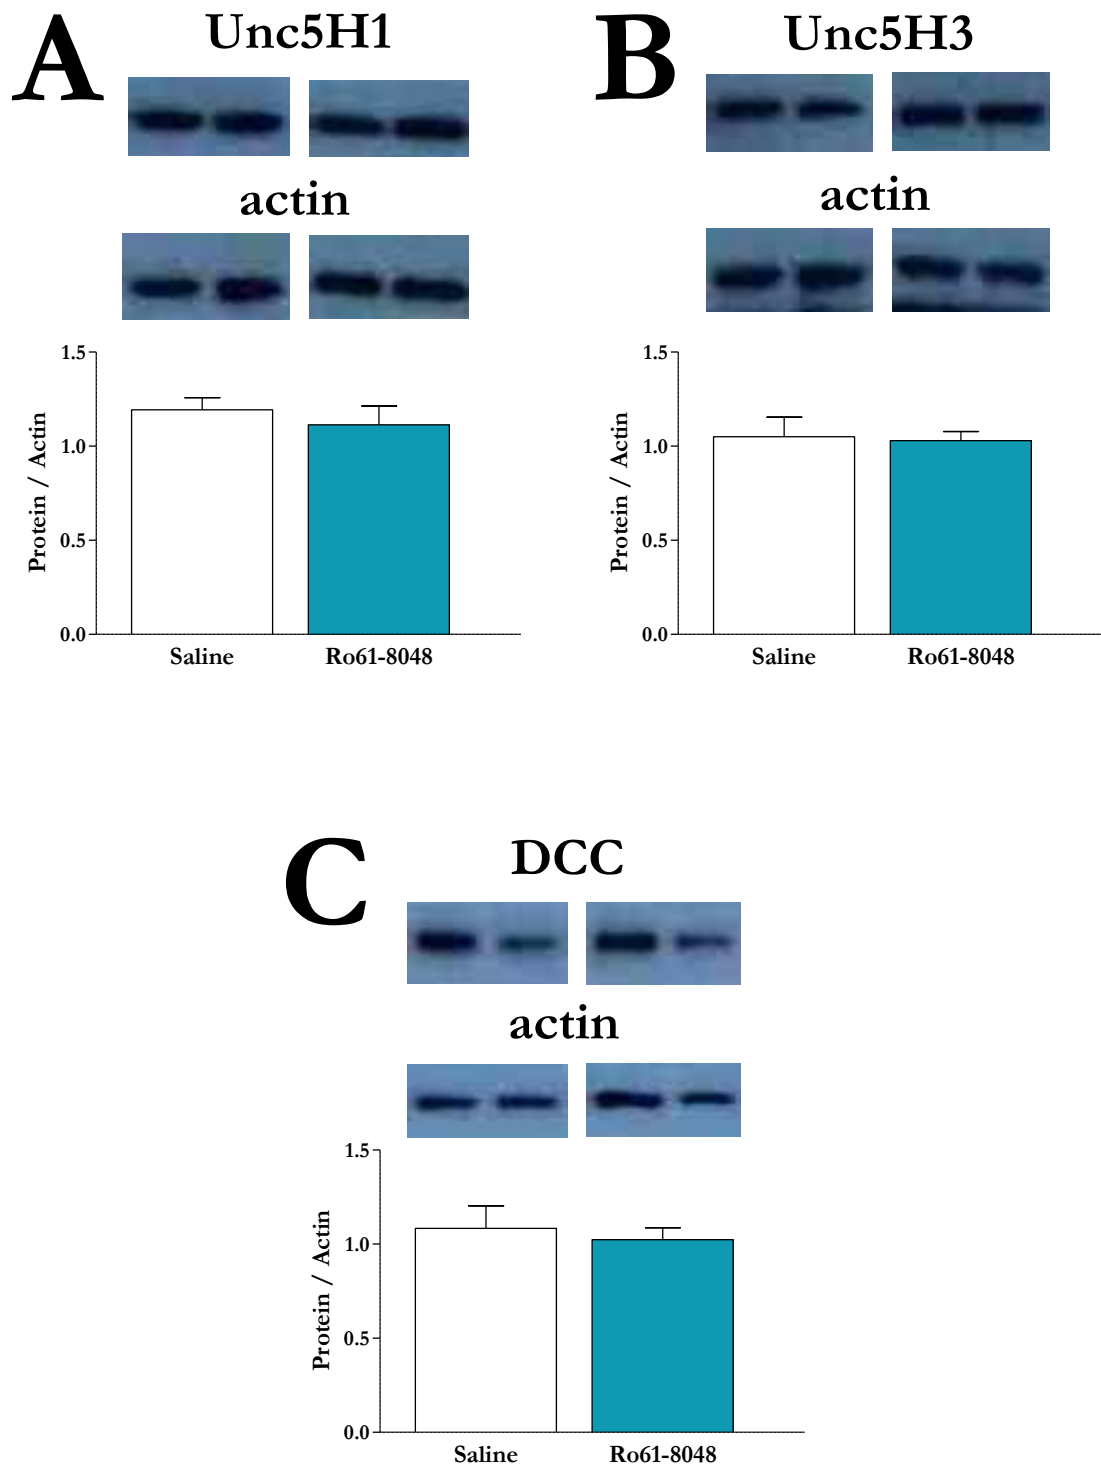 A
Unc5H1
actin
1.5
1.0
0.5
0.0
Protein / Actin
Saline
Ro61-8048
B
Unc5H3
actin
1.5
1.0
0.5
0.0
Protein / Actin
Saline
Ro61-8048
C
DCC
actin
1.5
1.0
0.5
0.0
Protein / Actin
Saline
Ro61-8048